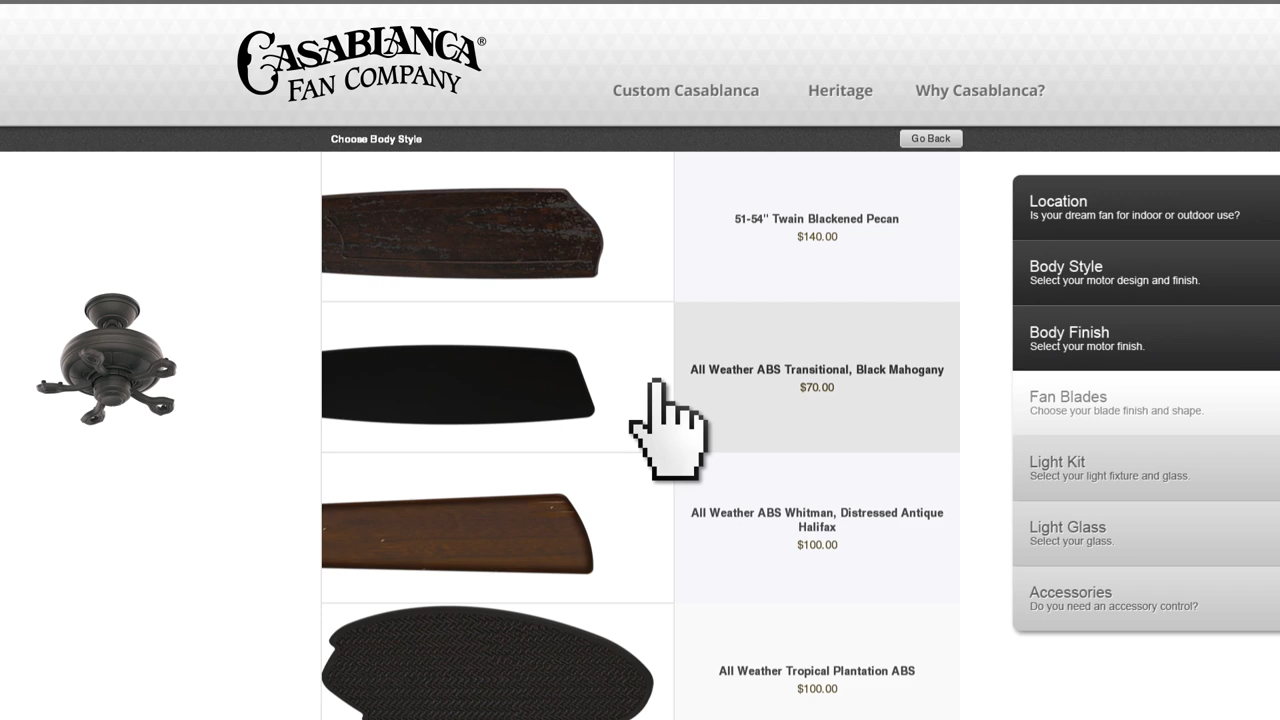 CASABLANCA®
FAN COMPANY
Custom Casablanca
Heritage
Why Casablanca?
Choose Body Style
Go Back
51-54" Twain Blackened Pecan
$140.00
All Weather ABS Transitional, Black Mahogany
$70.00
All Weather ABS Whitman, Distressed Antique
Halifax
$100.00
All Weather Tropical Plantation ABS
$100.00
Location
Is your dream fan for indoor or outdoor use?
Body Style
Select your motor design and finish.
Body Finish
Select your motor finish.
Fan Blades
Choose your blade finish and shape.
Light Kit
Select your light fixture and glass.
Light Glass
Select your glass.
Accessories
Do you need an accessory control?